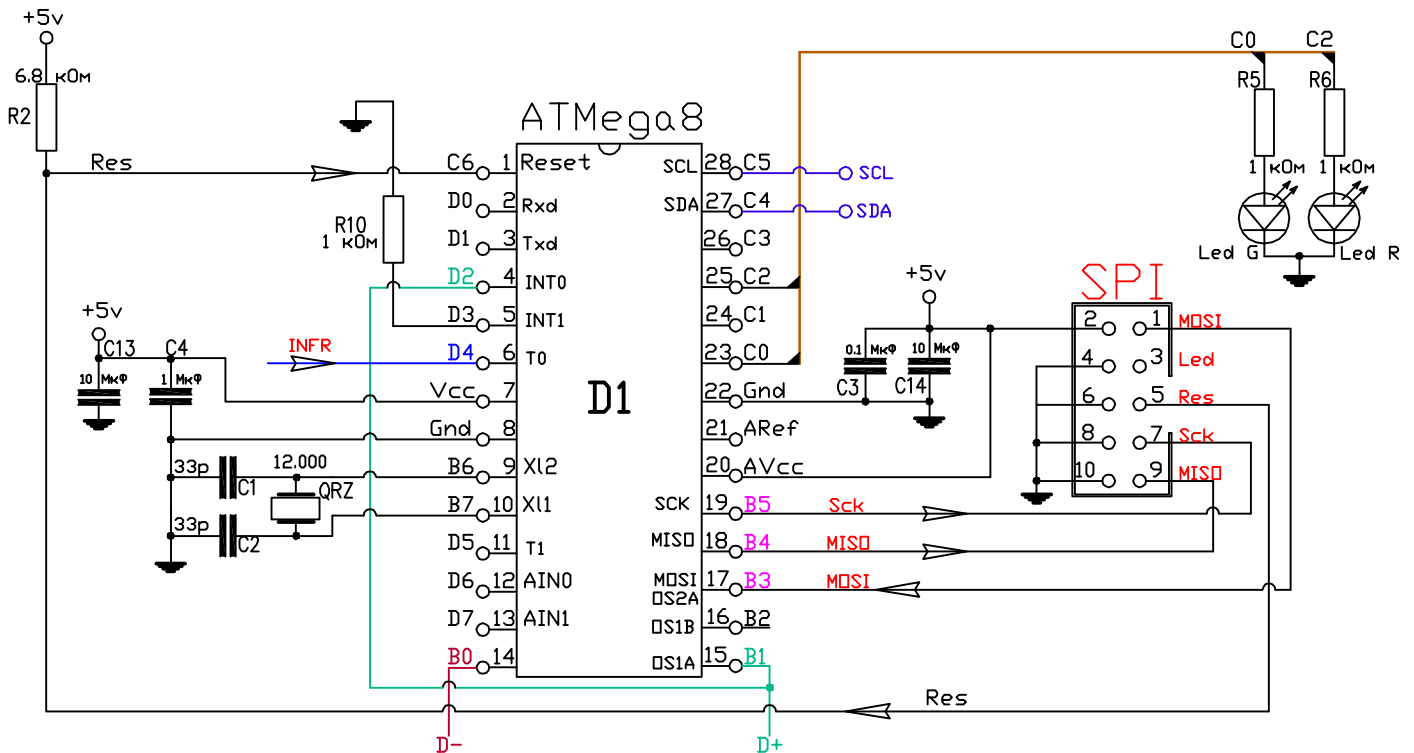 +5v
6.8 кОм
R2
Res
ATMega8
D1
R10
1 кОм
INFR
+5v
C13
C4
10 Мкф
1 Мкф
33p
C1
12.000
QRZ
33p
C2
C6 1 Reset
D0 2 Rxd
D1 3 Txd
D2 4 INT0
D3 5 INT1
D4 6 T0
Vcc 7
Gnd 8
B6 9 Xl2
B7 10 Xl1
D5 11 T1
D6 12 AIN0
D7 13 AIN1
B0 14
SCL 28 C5 SCL
SDA 27 C4 SDA
26 C3
25 C2
24 C1
23 C0
22 Gnd
21 ARef
20 AVcc
SCK 19 B5 Sck
MISO 18 B4 MISO
MOSI 17 B3 MOSI
OS2A
OS1B 16 B2
OS1A 15 B1
D-
D+
Res
+5v
0.1 Мкф
10 Мкф
C3
C14
C0
C2
R5
R6
1 кОм
1 кОм
Led G
Led R
SPI
2 1 MOSI
4 3 Led
6 5 Res
8 7 Sck
10 9 MISO